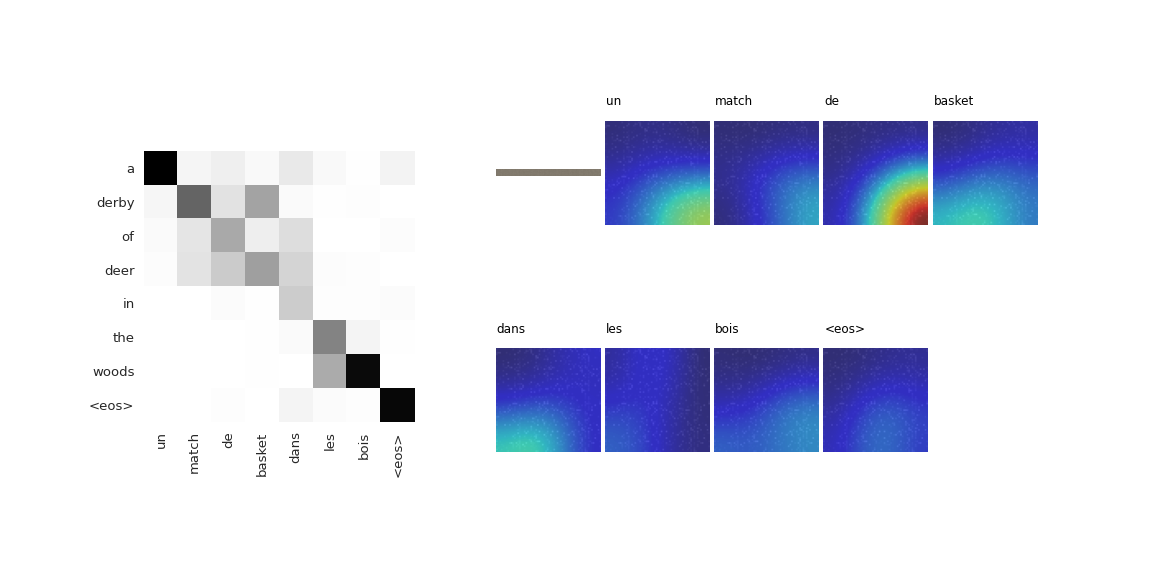 a
derby
of
deer
in
the
woods
<eos>
un match de basket dans les bois <eos>
un match de basket
dans les bois <eos>